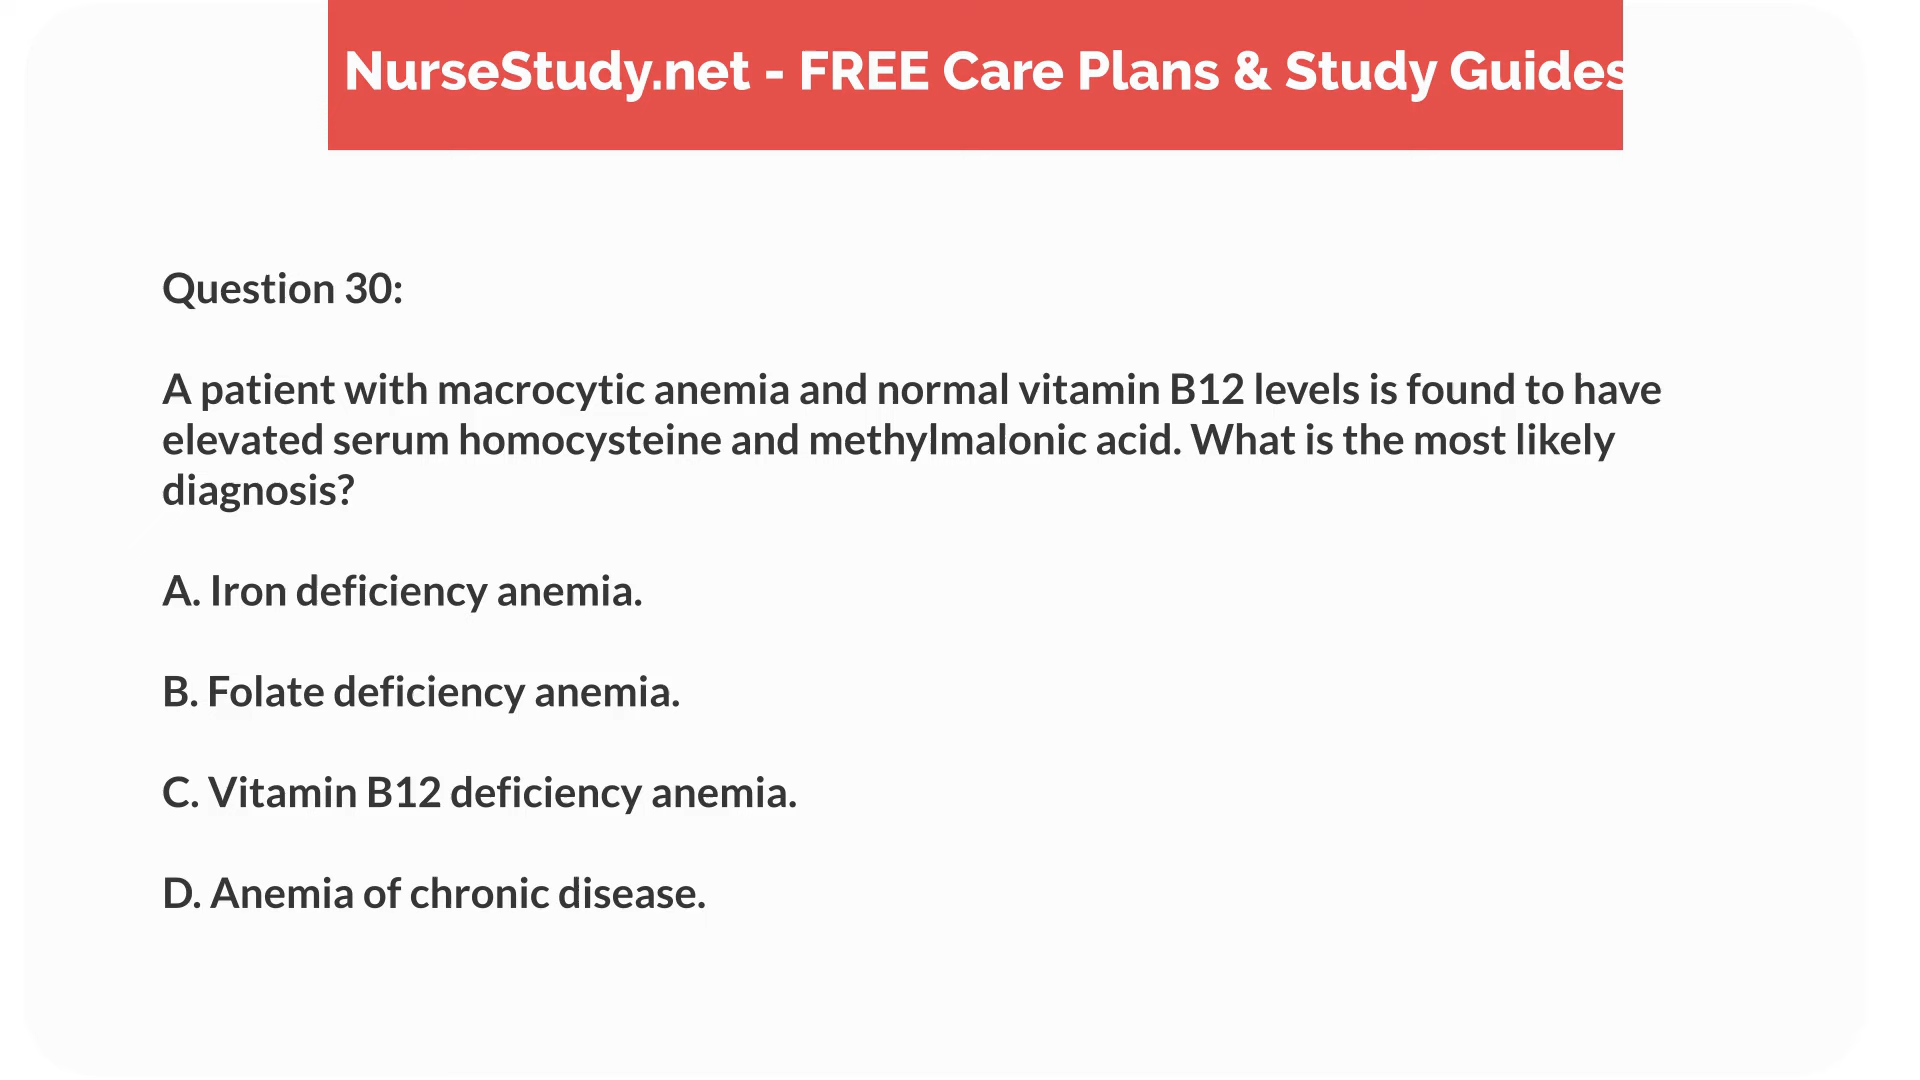 NurseStudy.net - FREE Care Plans & Study Guides
Question 30:
A patient with macrocytic anemia and normal vitamin B12 levels is found to have
elevated serum homocysteine and methylmalonic acid. What is the most likely
diagnosis?
A. Iron deficiency anemia.
B. Folate deficiency anemia.
C. Vitamin B12 deficiency anemia.
D. Anemia of chronic disease.